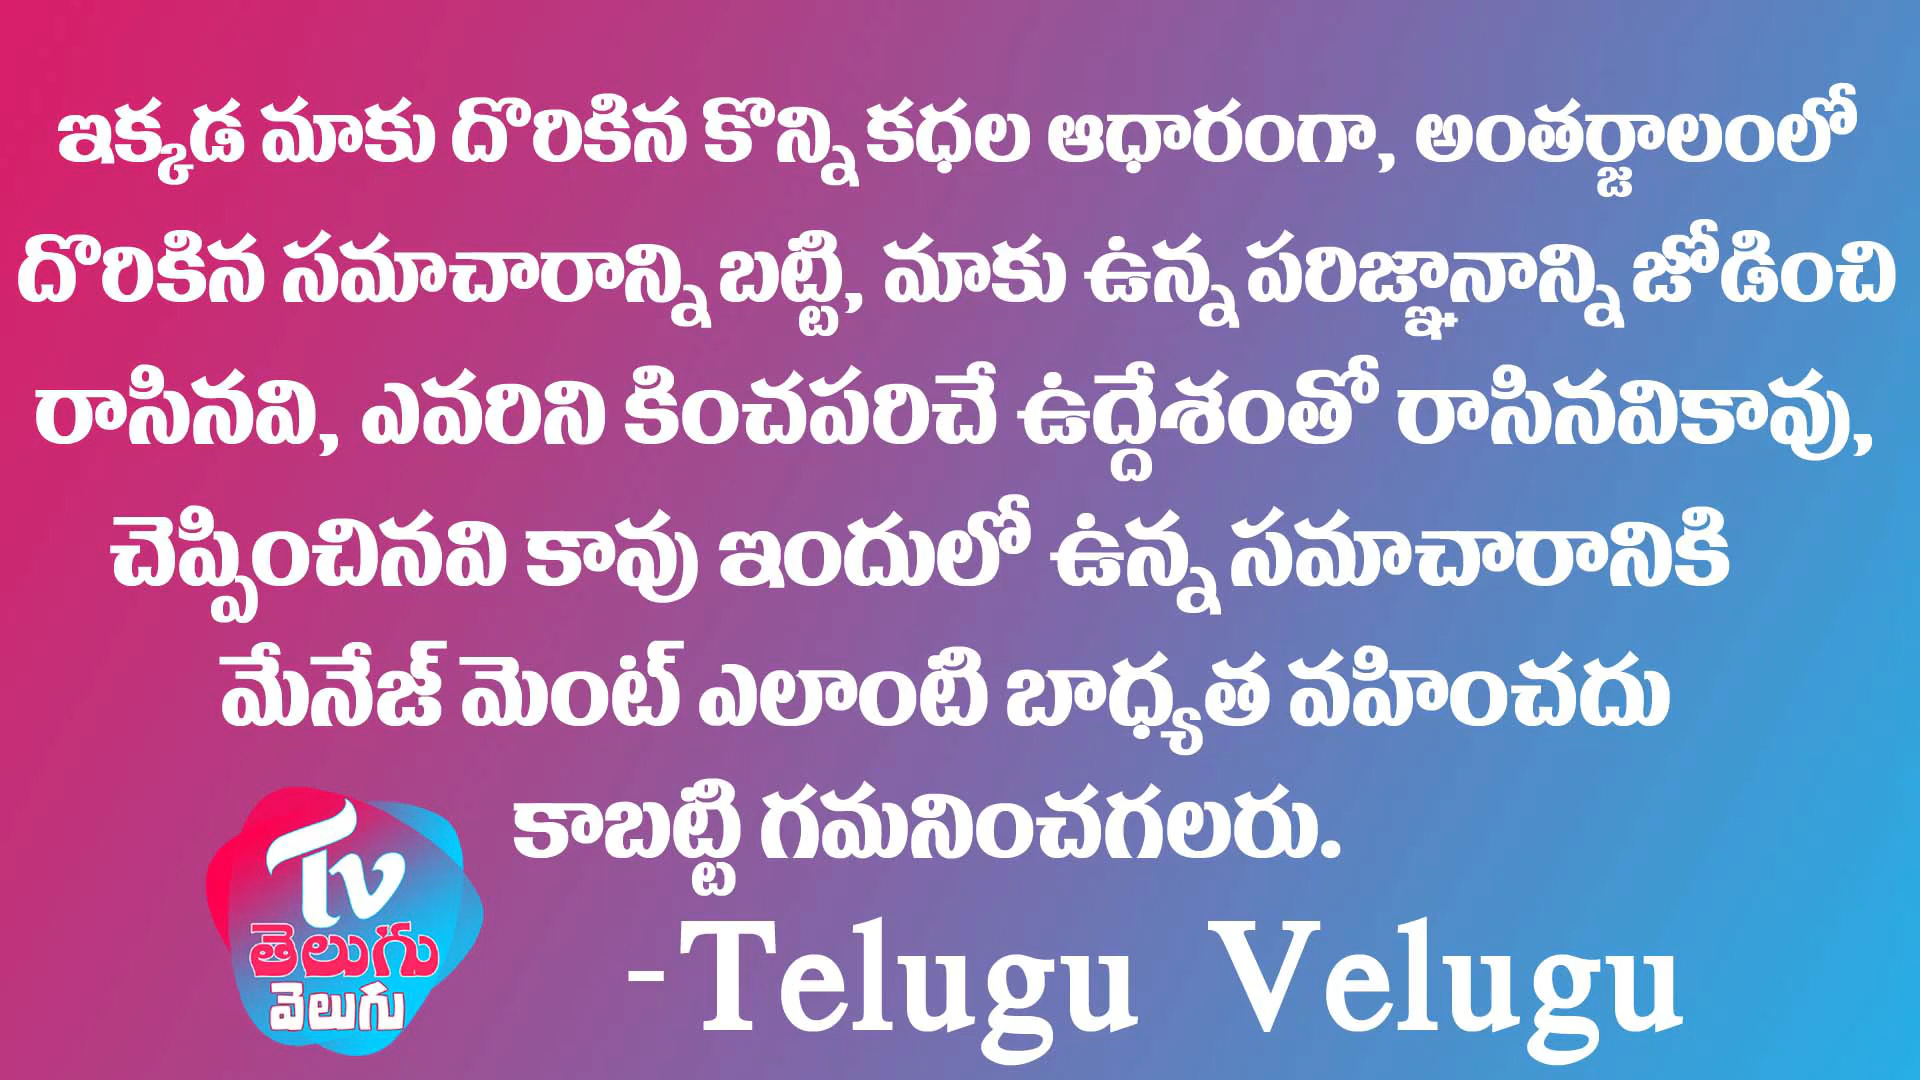 ఇక్కడ మాకు దొరికిన కొన్ని కధల ఆధారంగా, అంతర్జాలంలో
దొరికిన సమాచారాన్ని బట్టి, మాకు ఉన్న పరిజ్ఞానాన్ని జోడించి
రాసినవి, ఎవరిని కించపరిచే ఉద్దేశంతో రాసినవికావు,
చెప్పించినవి కావు ఇందులో ఉన్న సమాచారానికి
మేనేజ్ మెంట్ ఎలాంటి బాధ్యత వహించదు
కాబట్టి గమనించగలరు.
Tv
తెలుగు
వెలుగు
-Telugu Velugu